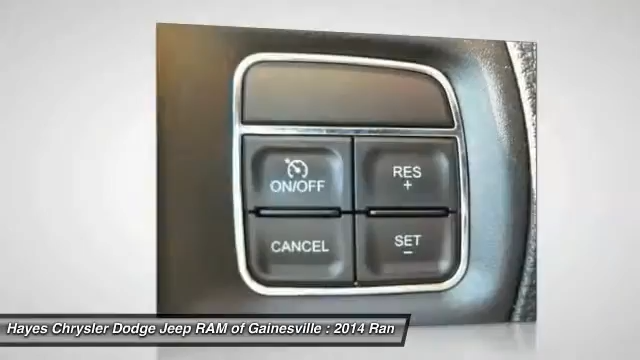 ON/OFF
RES
+
CANCEL
SET
-
Hayes Chrysler Dodge Jeep RAM of Gainesville : 2014 Ran